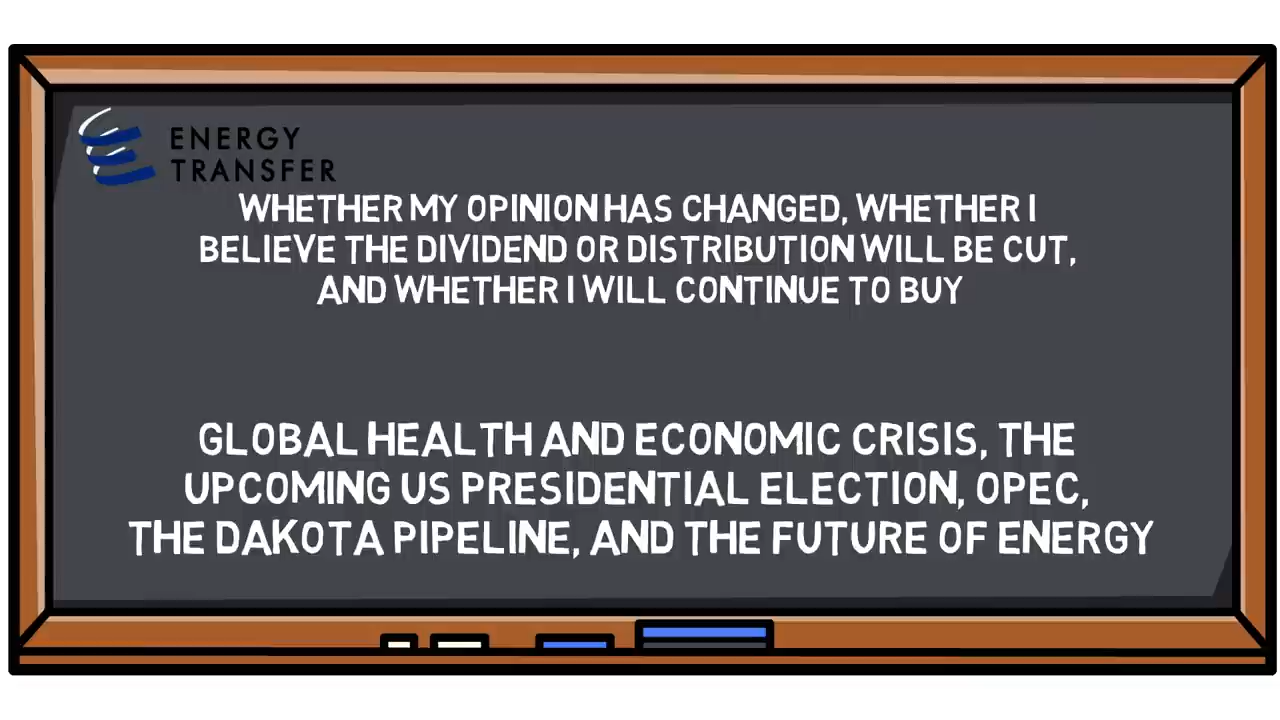 ENERGY
TRANSFER
WHETHER MY OPINION HAS CHANGED, WHETHER I
BELIEVE THE DIVIDEND OR DISTRIBUTION WILL BE CUT,
AND WHETHER I WILL CONTINUE TO BUY
GLOBAL HEALTH AND ECONOMIC CRISIS, THE
UPCOMING US PRESIDENTIAL ELECTION, OPEC,
THE DAKOTA PIPELINE, AND THE FUTURE OF ENERGY